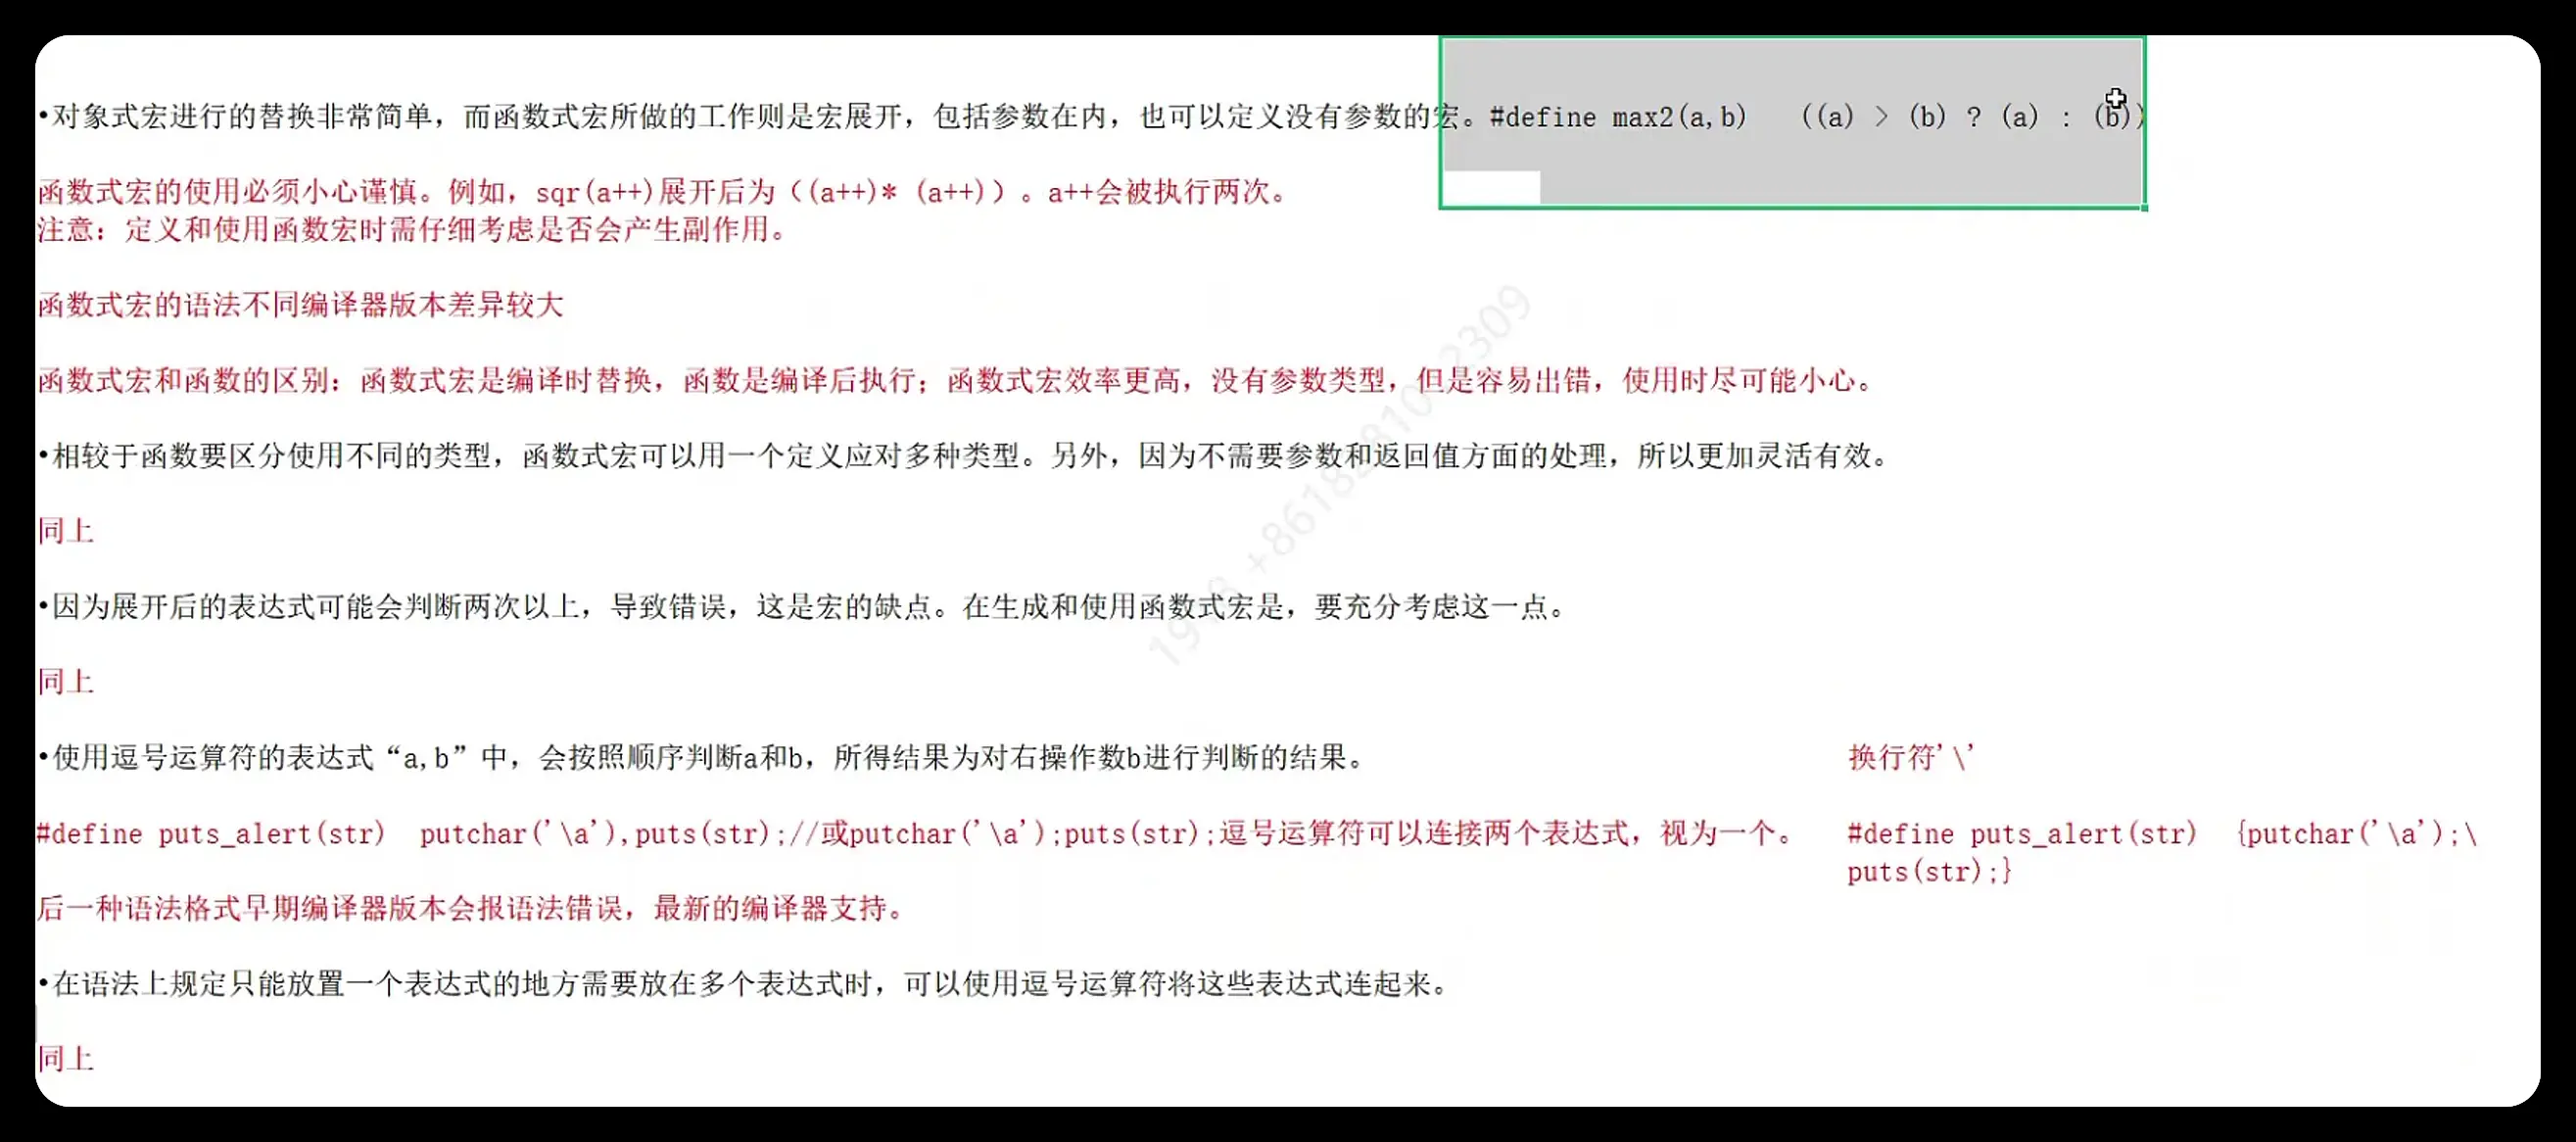 •对象式宏进行的替换非常简单，而函数式宏所做的工作则是宏展开，包括参数在内，也可以定义没有参数的宏。#define max2(a,b)   ((a) > (b) ? (a) : (b))
函数式宏的使用必须小心谨慎。例如，sqr(a++)展开后为（(a++)* (a++)）。a++会被执行两次。
注意：定义和使用函数宏时需仔细考虑是否会产生副作用。
函数式宏的语法不同编译器版本差异较大
函数式宏和函数的区别：函数式宏是编译时替换，函数是编译后执行；函数式宏效率更高，没有参数类型，但是容易出错，使用时尽可能小心。
•相较于函数要区分使用不同的类型，函数式宏可以用一个定义应对多种类型。另外，因为不需要参数和返回值方面的处理，所以更加灵活有效。
同上
•因为展开后的表达式可能会判断两次以上，导致错误，这是宏的缺点。在生成和使用函数式宏是，要充分考虑这一点。
同上
•使用逗号运算符的表达式“a,b”中，会按照顺序判断a和b，所得结果为对右操作数b进行判断的结果。
换行符'\'
#define puts_alert(str)  putchar('\a'),puts(str);//或putchar('\a');puts(str);逗号运算符可以连接两个表达式，视为一个。
#define puts_alert(str)  {putchar('\a');\
puts(str);}
后一种语法格式早期编译器版本会报语法错误，最新的编译器支持。
•在语法上规定只能放置一个表达式的地方需要放在多个表达式时，可以使用逗号运算符将这些表达式连起来。
同上